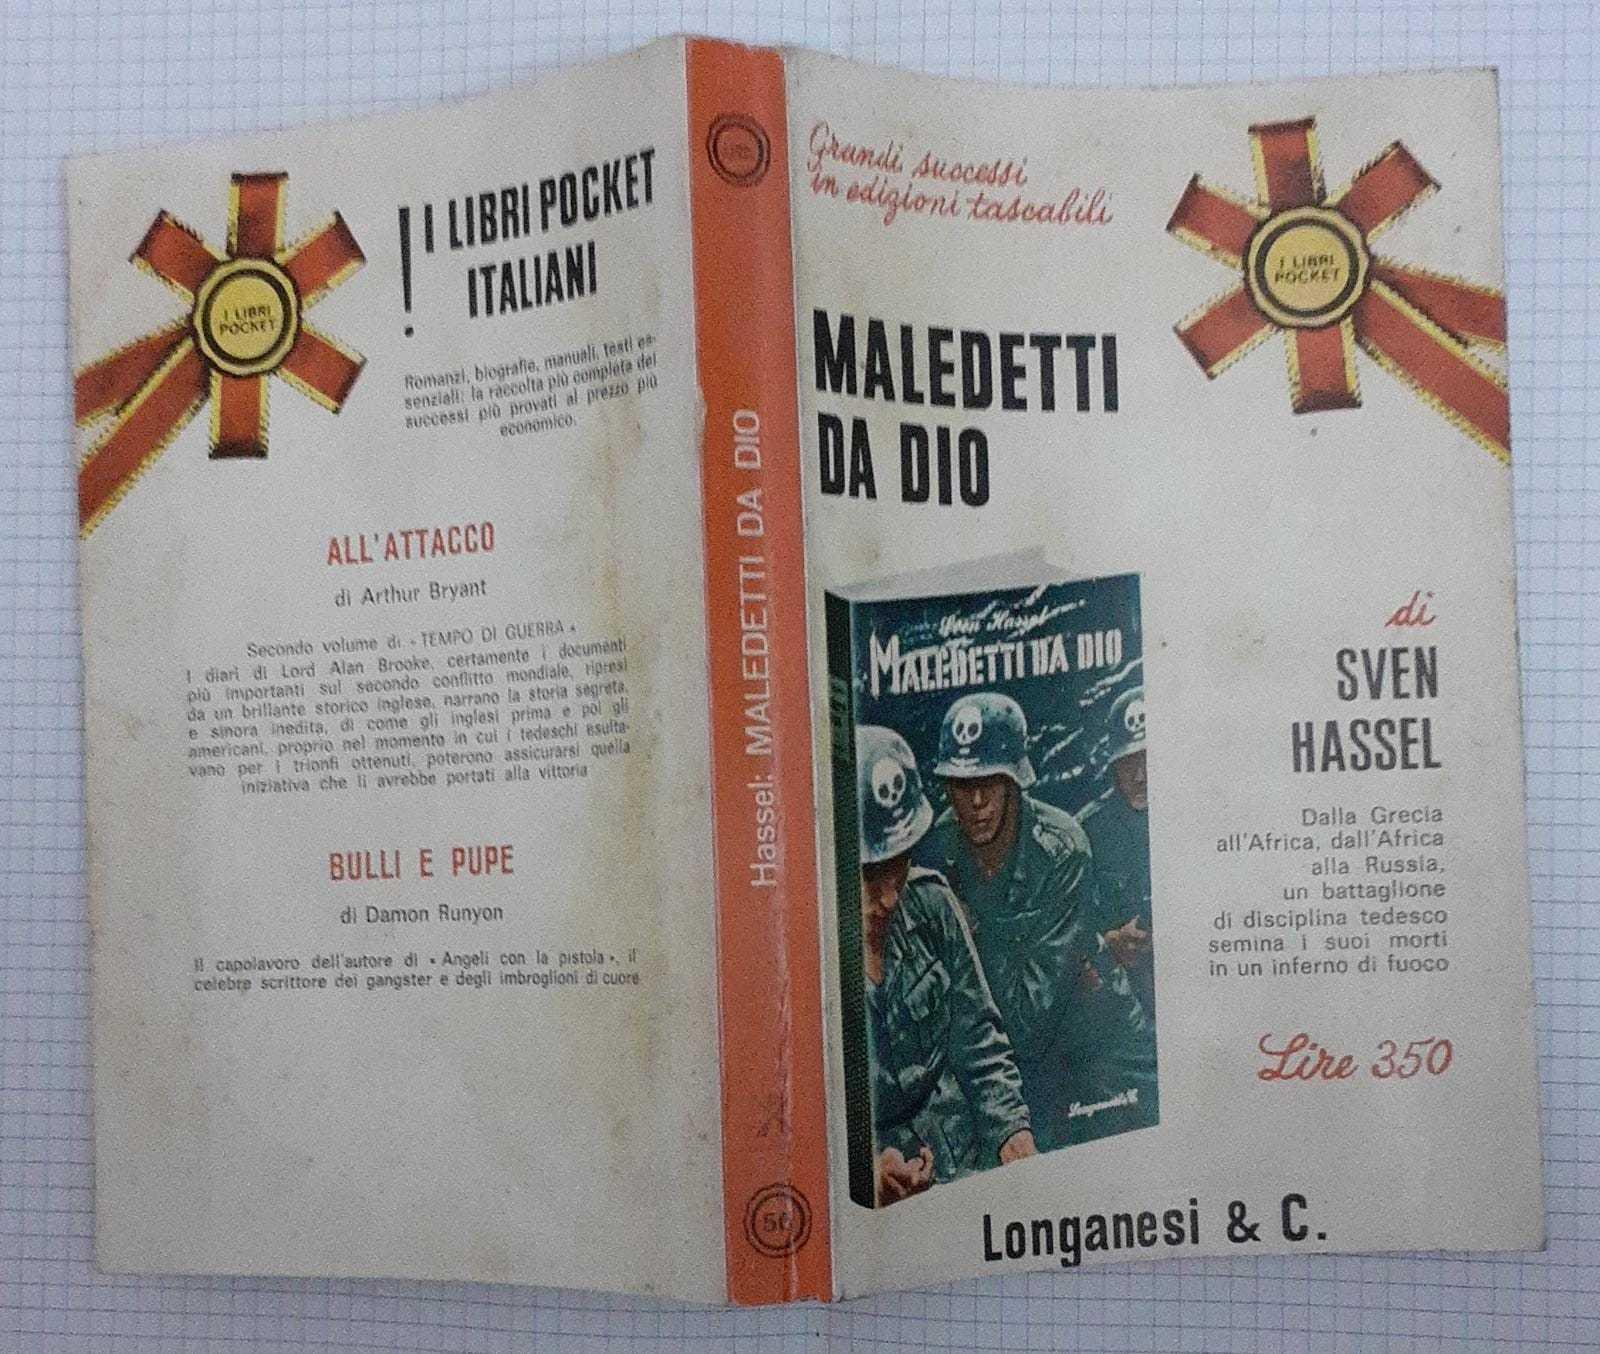 I LIBRI
POCKET
! I LIBRI POCKET
ITALIANI
Romanzi, biografie, manuali, testi es-
senziali: la raccolta più completa dei
successi più provati al prezzo più
economico.
ALL'ATTACCO
di Arthur Bryant
Secondo volume di « TEMPO DI GUERRA »
I diari di Lord Alan Brooke, certamente i documenti
più importanti sul secondo conflitto mondiale, ripresi
da un brillante storico inglese, narrano la storia segreta,
e sinora inedita, di come gli inglesi prima e poi gli
americani, proprio nel momento in cui i tedeschi esulta-
vano per i trionfi ottenuti, poterono assicurarsi quella
iniziativa che li avrebbe portati alla vittoria
BULLI E PUPE
di Damon Runyon
Il capolavoro dell'autore di « Angeli con la pistola », il
celebre scrittore dei gangster e degli imbroglioni di cuore
Hassel: MALEDETTI DA DIO
56
Grandi successi
in edizioni tascabili
I LIBRI
POCKET
MALEDETTI
DA DIO
Sven Hassel
MALEDETTI DA DIO
Longanesi & C.
di
SVEN
HASSEL
Dalla Grecia
all'Africa, dall'Africa
alla Russia,
un battaglione
di disciplina tedesco
semina i suoi morti
in un inferno di fuoco
Lire 350
Longanesi & C.